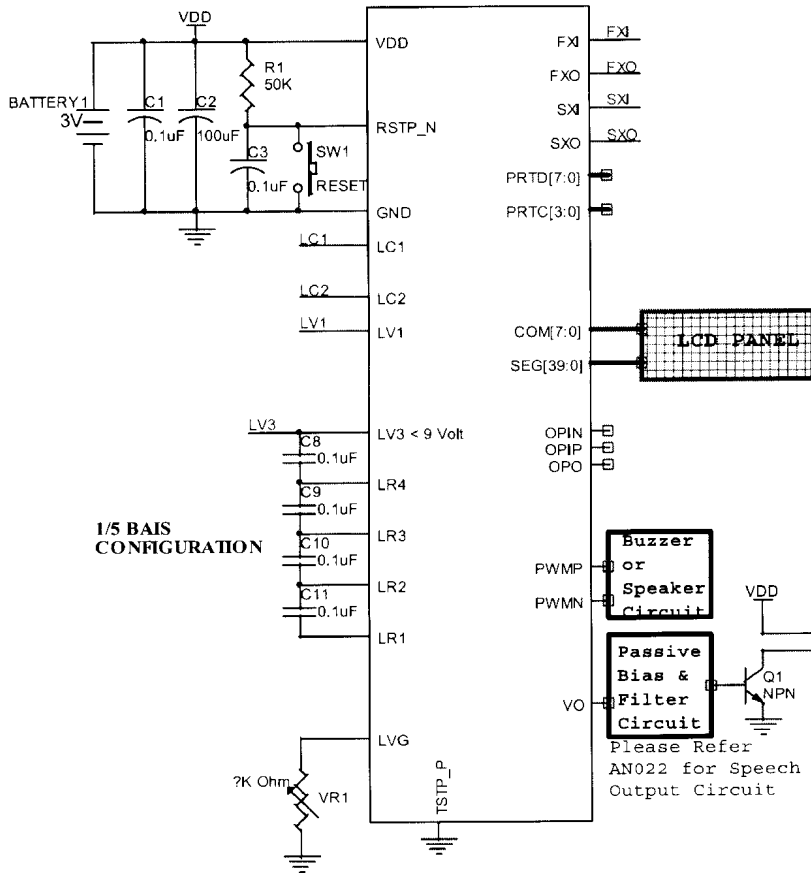 VDD
VDD
R1
50K
BATTERY1
3V
C1
0.1uF
C2
100uF
RSTP_N
C3
0.1uF
SW1
RESET
GND
LC1
LC1
LC2
LC2
LV1
LV1
LV3
LV3 < 9 Volt
C8
0.1uF
LR4
C9
0.1uF
LR3
1/5 BAIS
CONFIGURATION
C10
0.1uF
LR2
C11
0.1uF
LR1
LVG
?K Ohm
VR1
TSTP_P
FXI
FXI
FXO
FXO
SXI
SXI
SXO
SXO
PRTD[7:0]
PRTC[3:0]
COM[7:0]
SEG[39:0]
LCD PANEL
OPIN
OPIP
OPO
PWMP
PWMN
Buzzer
or
Speaker
Circuit
VDD
VO
Passive
Bias &
Filter
Circuit
Q1
NPN
Please Refer
AN022 for Speech
Output Circuit